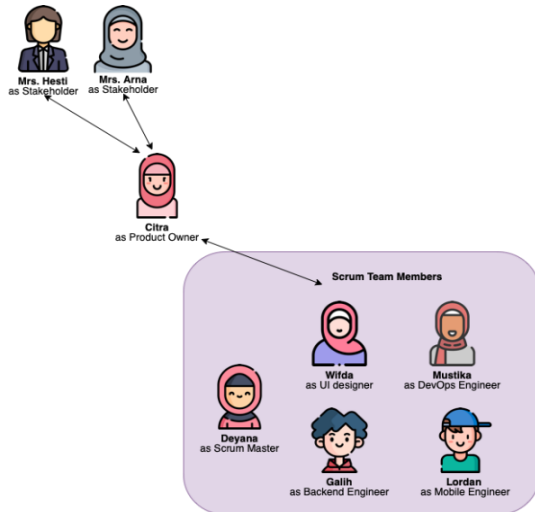 Mrs. Hesti
as Stakeholder
Mrs. Arna
as Stakeholder
Citra
as Product Owner
Scrum Team Members
Wifda
as UI designer
Mustika
as DevOps Engineer
Deyana
as Scrum Master
Galih
as Backend Engineer
Lordan
as Mobile Engineer